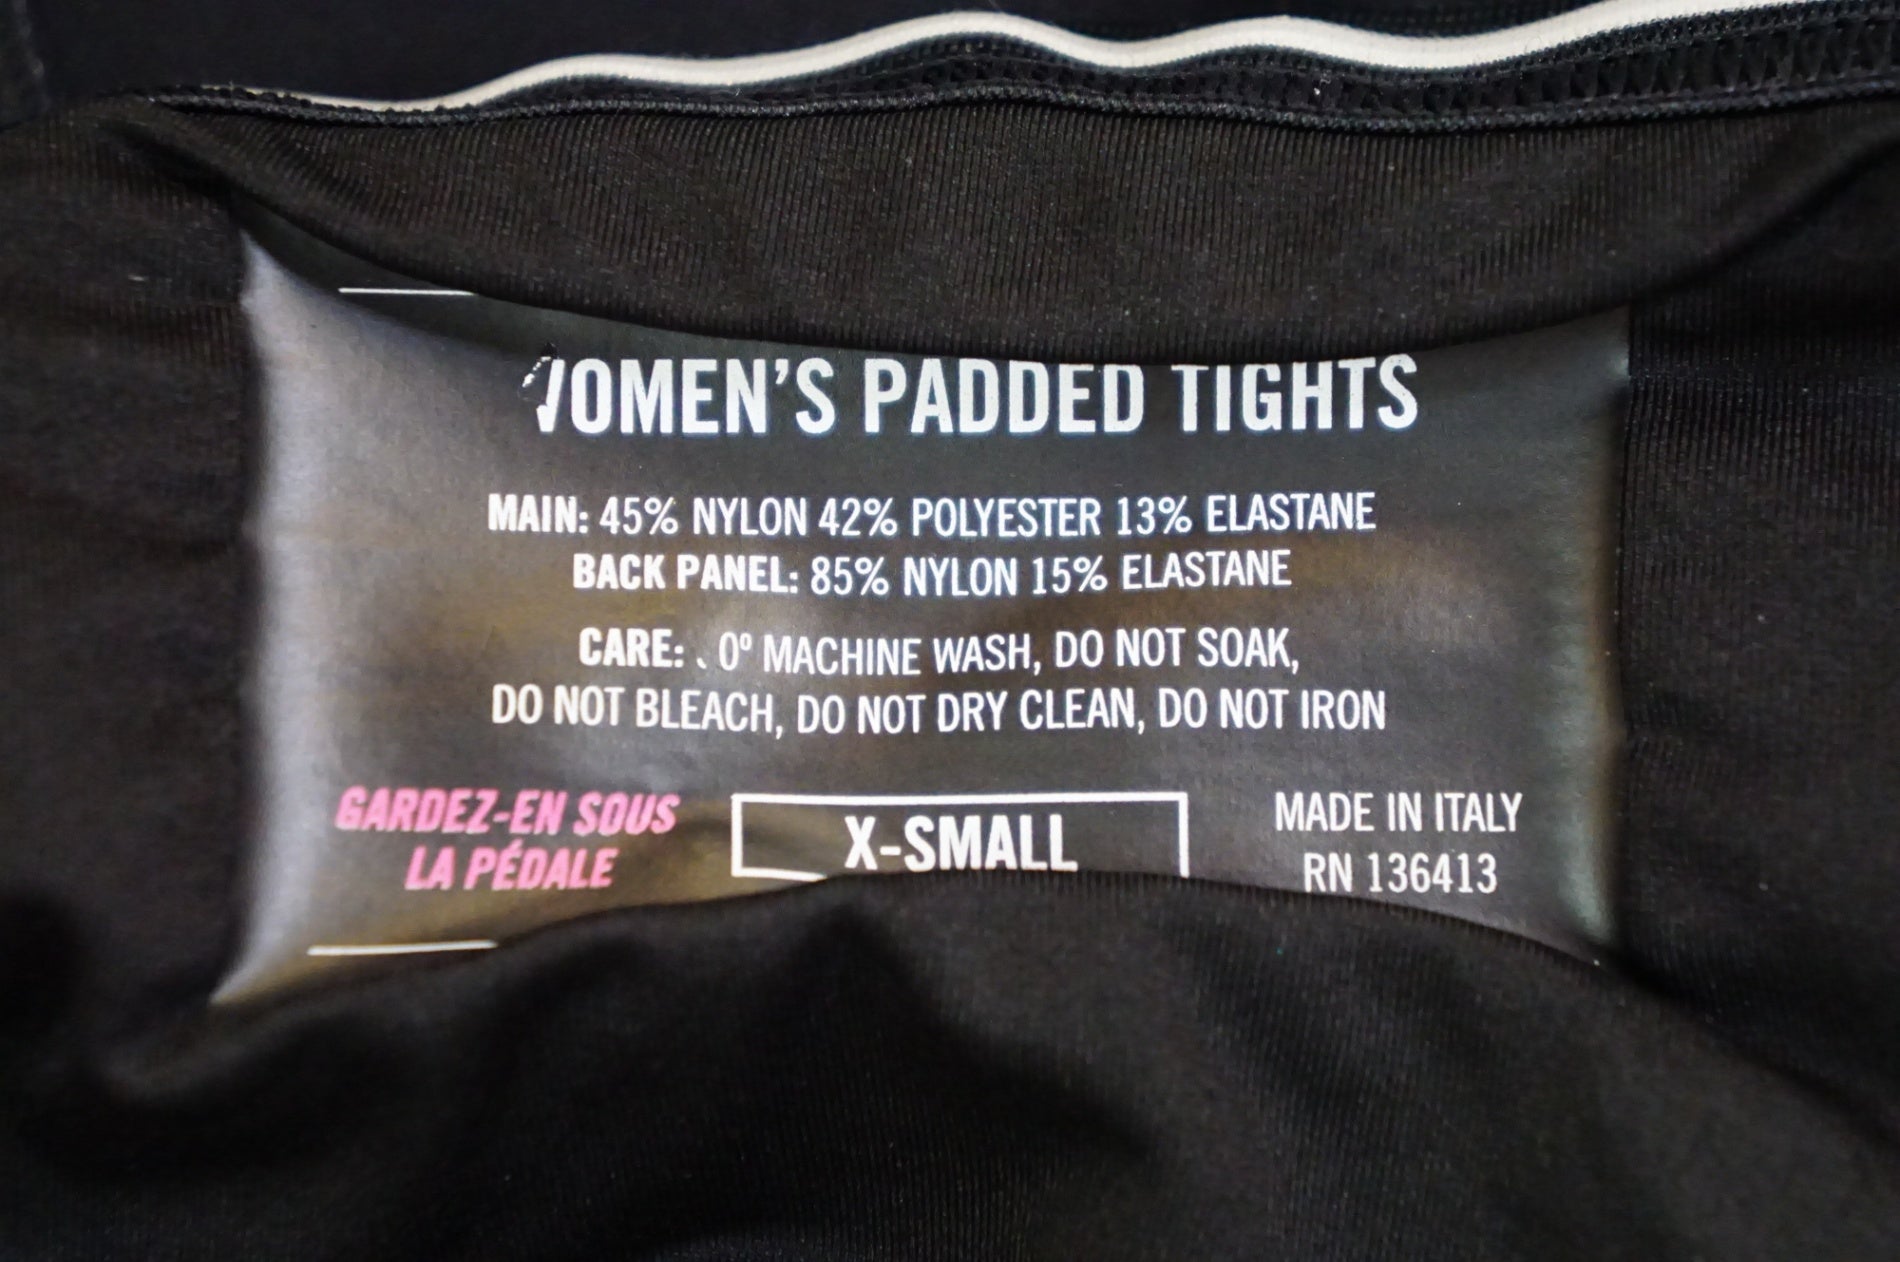 WOMEN'S PADDED TIGHTS
MAIN: 45% NYLON 42% POLYESTER 13% ELASTANE
BACK PANEL: 85% NYLON 15% ELASTANE
CARE: 0° MACHINE WASH, DO NOT SOAK,
DO NOT BLEACH, DO NOT DRY CLEAN, DO NOT IRON
GARDEZ-EN SOUS
LA PÉDALE
X-SMALL
MADE IN ITALY
RN 136413